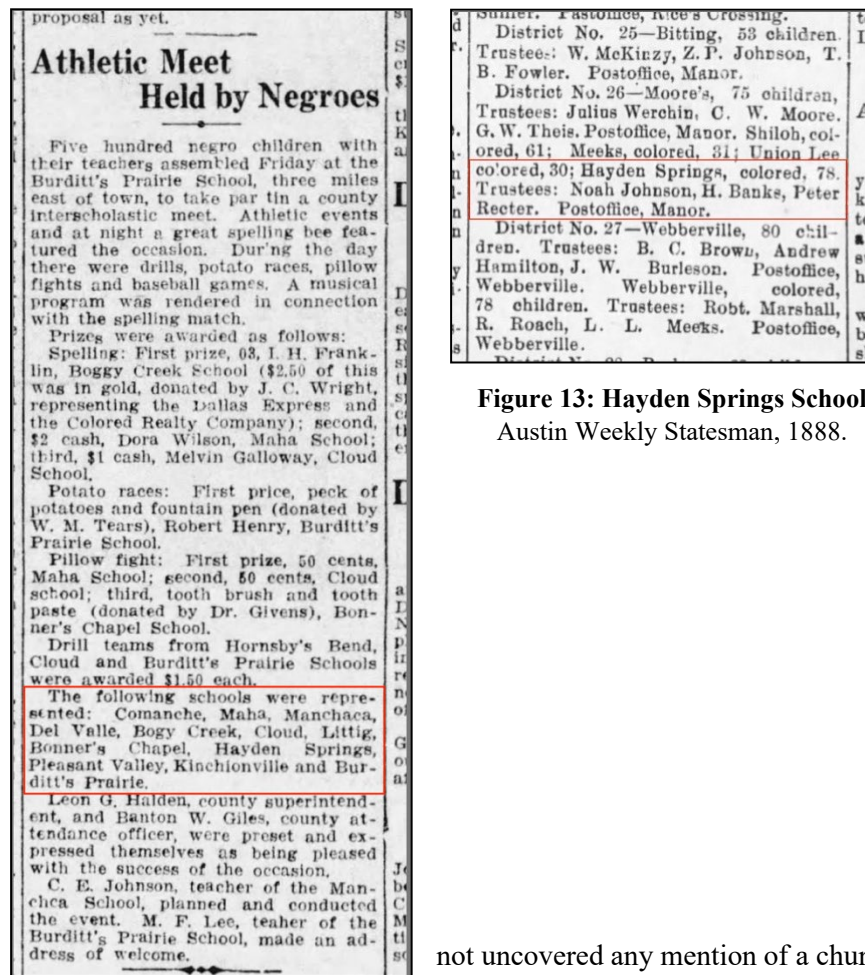 proposal as yet.
Athletic Meet
Held by Negroes
Five hundred negro children with
their teachers assembled Friday at the
Burditt's Prairie School, three miles
east of town, to take par tin a county
interscholastic meet. Athletic events
and at night a great spelling bee fea-
tured the occasion. Dur'ng the day
there were drills, potato races, pillow
fights and baseball games. A musical
program was rendered in connection
with the spelling match.
Prizes were awarded as follows:
Spelling: First prize, 03, I. H. Frank-
lin, Boggy Creek School ($2.50 of this
was in gold, donated by J. C. Wright,
representing the Dallas Express and
the Colored Realty Company); second,
$2 cash, Dora Wilson, Maha School;
third, $1 cash, Melvin Galloway, Cloud
School.
Potato races: First price, peck of
potatoes and fountain pen (donated by
W. M. Tears), Robert Henry, Burditt's
Prairie School.
Pillow fight: First prize, 50 cents,
Maha School; second, 50 cents, Cloud
school; third, tooth brush and tooth
paste (donated by Dr. Givens), Bon-
ner's Chapel School.
Drill teams from Hornsby's Bend,
Cloud and Burditt's Prairie Schools
were awarded $1.50 each.
The following schools were repre-
sented: Comanche, Maha, Manchaca,
Del Valle, Bogy Creek, Cloud, Littig,
Bonner's Chapel, Hayden Springs,
Pleasant Valley, Kinchionville and Bur-
ditt's Prairie.
Leon G. Halden, county superintend-
ent, and Banton W. Giles, county at-
tendance officer, were preset and ex-
pressed themselves as being pleased
with the success of the occasion.
C. E. Johnson, teacher of the Man-
chca School, planned and conducted
the event. M. F. Lee, teaher of the
Burditt's Prairie School, made an ad-
dress of welcome.
Sumer. Pastoffice, Rice's Crossing.
District No. 25—Bitting, 53 children.
Trustees: W. McKinzy, Z. P. Johnson, T.
B. Fowler. Postoffice, Manor.
District No. 26—Moore's, 75 children,
Trustees: Julius Werchin, C. W. Moore.
G. W. Theis. Postoffice, Manor. Shiloh, col-
ored, 61; Meeks, colored, 31; Union Lee
colored, 30; Hayden Springs, colored, 78.
Trustees: Noah Johnson, H. Banks, Peter
Recter. Postoffice, Manor.
District No. 27—Webberville, 80 chil-
dren. Trustees: B. C. Brown, Andrew
Hamilton, J. W. Burleson. Postoffice,
Webberville. Webberville, colored,
78 children. Trustees: Robt. Marshall,
R. Roach, L. L. Meeks. Postoffice,
Webberville.
Figure 13: Hayden Springs School
Austin Weekly Statesman, 1888.
not uncovered any mention of a chur